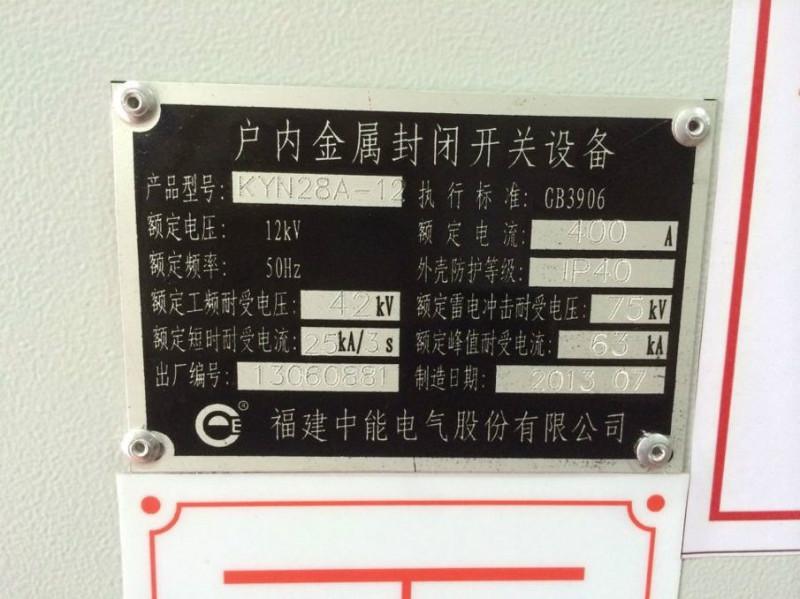 户内金属封闭开关设备
产品型号: KYN28A-12 执行标准: GB3906
额定电压: 12kV 额定电流: 400 A
额定频率: 50Hz 外壳防护等级: IP40
额定工频耐受电压: 42 kV 额定雷电冲击耐受电压: 75 kV
额定短时耐受电流: 25 kA/3 s 额定峰值耐受电流: 63 kA
出厂编号: 13060881 制造日期: 2013 07
CEE® 福建中能电气股份有限公司